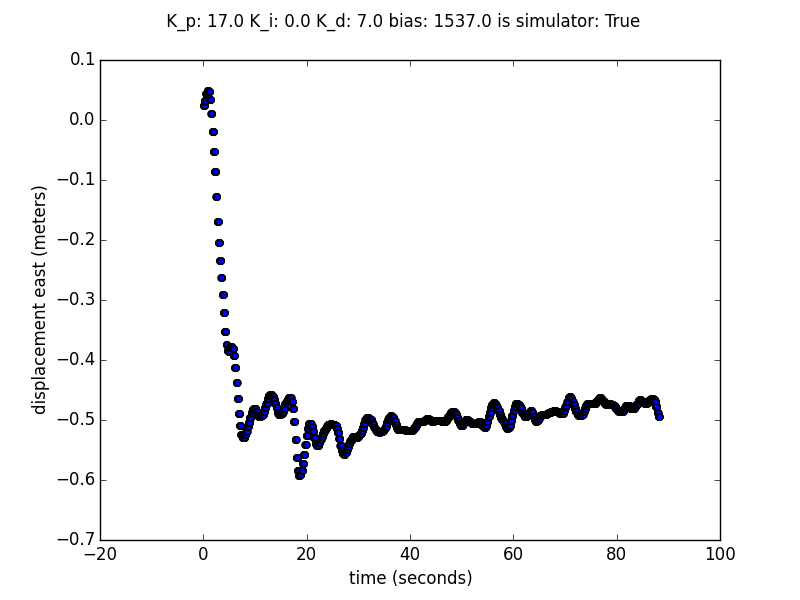 K_p: 17.0 K_i: 0.0 K_d: 7.0 bias: 1537.0 is simulator: True
0.1
0.0
−0.1
−0.2
−0.3
−0.4
−0.5
−0.6
−0.7
displacement east (meters)
−20 0 20 40 60 80 100
time (seconds)